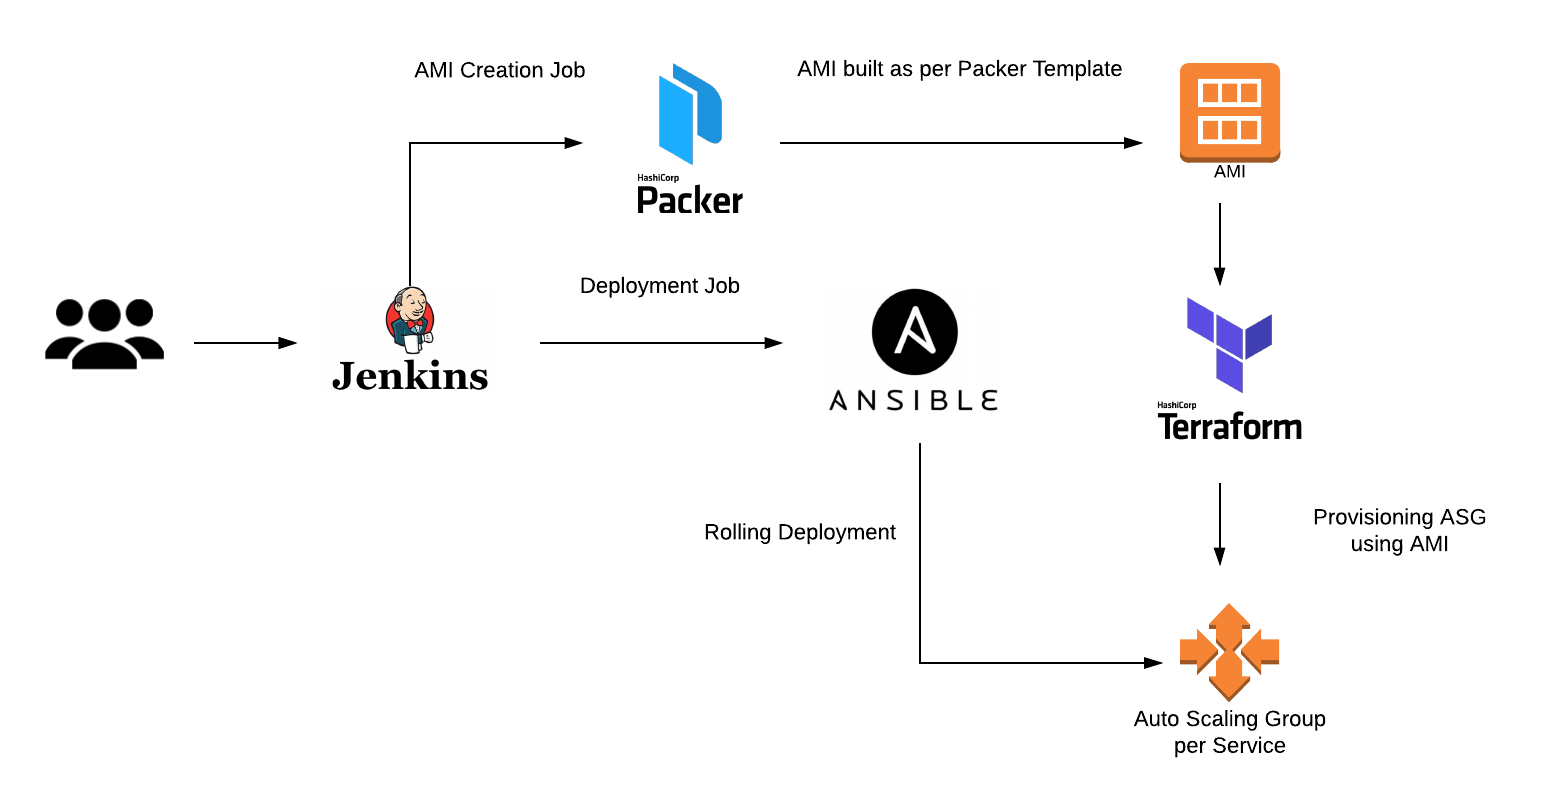 AMI Creation Job
AMI built as per Packer Template
HashiCorp
Packer
AMI
Deployment Job
Jenkins
ANSIBLE
HashiCorp
Terraform
Rolling Deployment
Provisioning ASG
using AMI
Auto Scaling Group
per Service